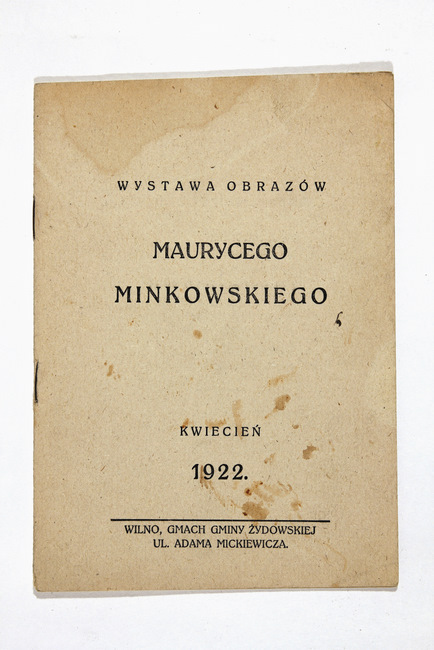 WYSTAWA OBRAZÓW
MAURYCEGO
MINKOWSKIEGO
KWIECIEŃ
1922.
WILNO, GMACH GMINY ŻYDOWSKIEJ
UL. ADAMA MICKIEWICZA.